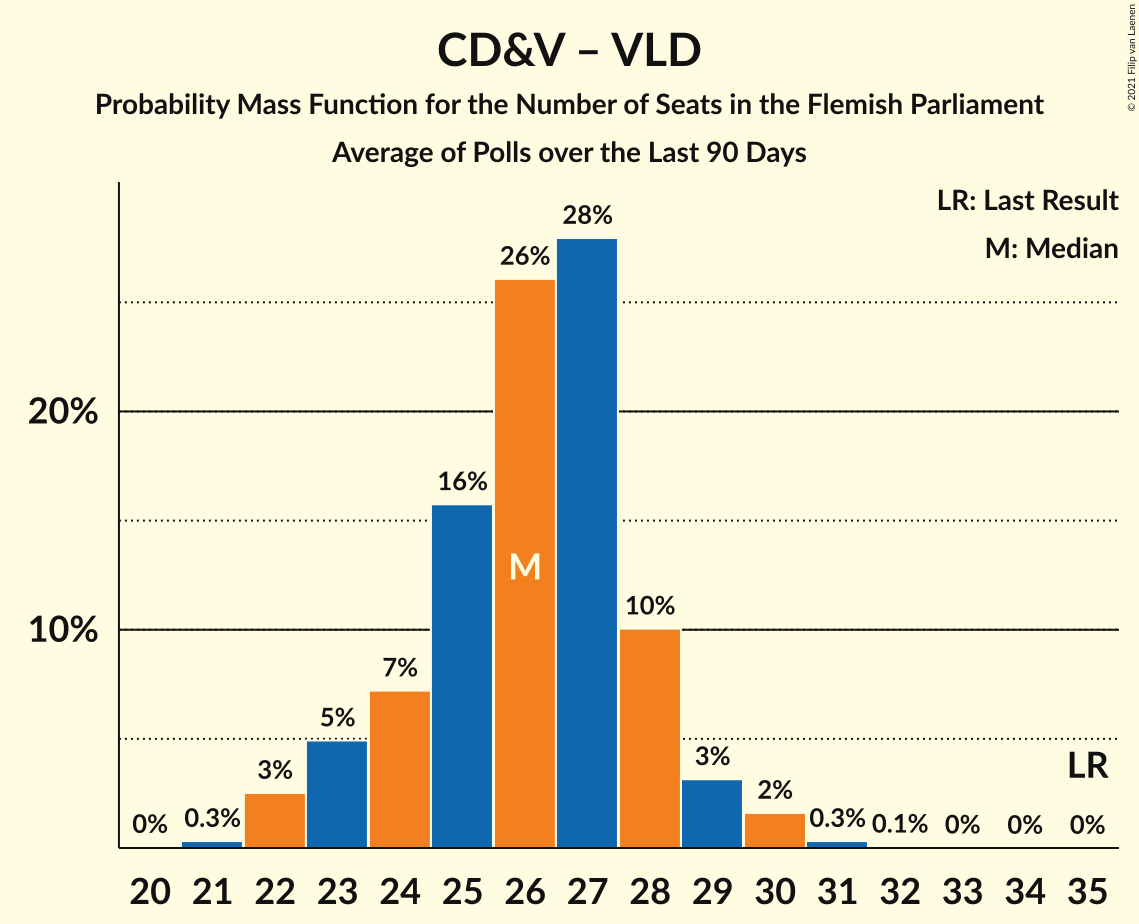 CD&V – VLD
Probability Mass Function for the Number of Seats in the Flemish Parliament
Average of Polls over the Last 90 Days
© 2021 Filip van Laenen
LR: Last Result
M: Median
28%
26%
20%
16%
M
10%
10%
7%
5%
3%
3%
LR
2%
0%
0.3%
0.3%
0.1%
0%
0%
0%
20 21 22 23 24 25 26 27 28 29 30 31 32 33 34 35